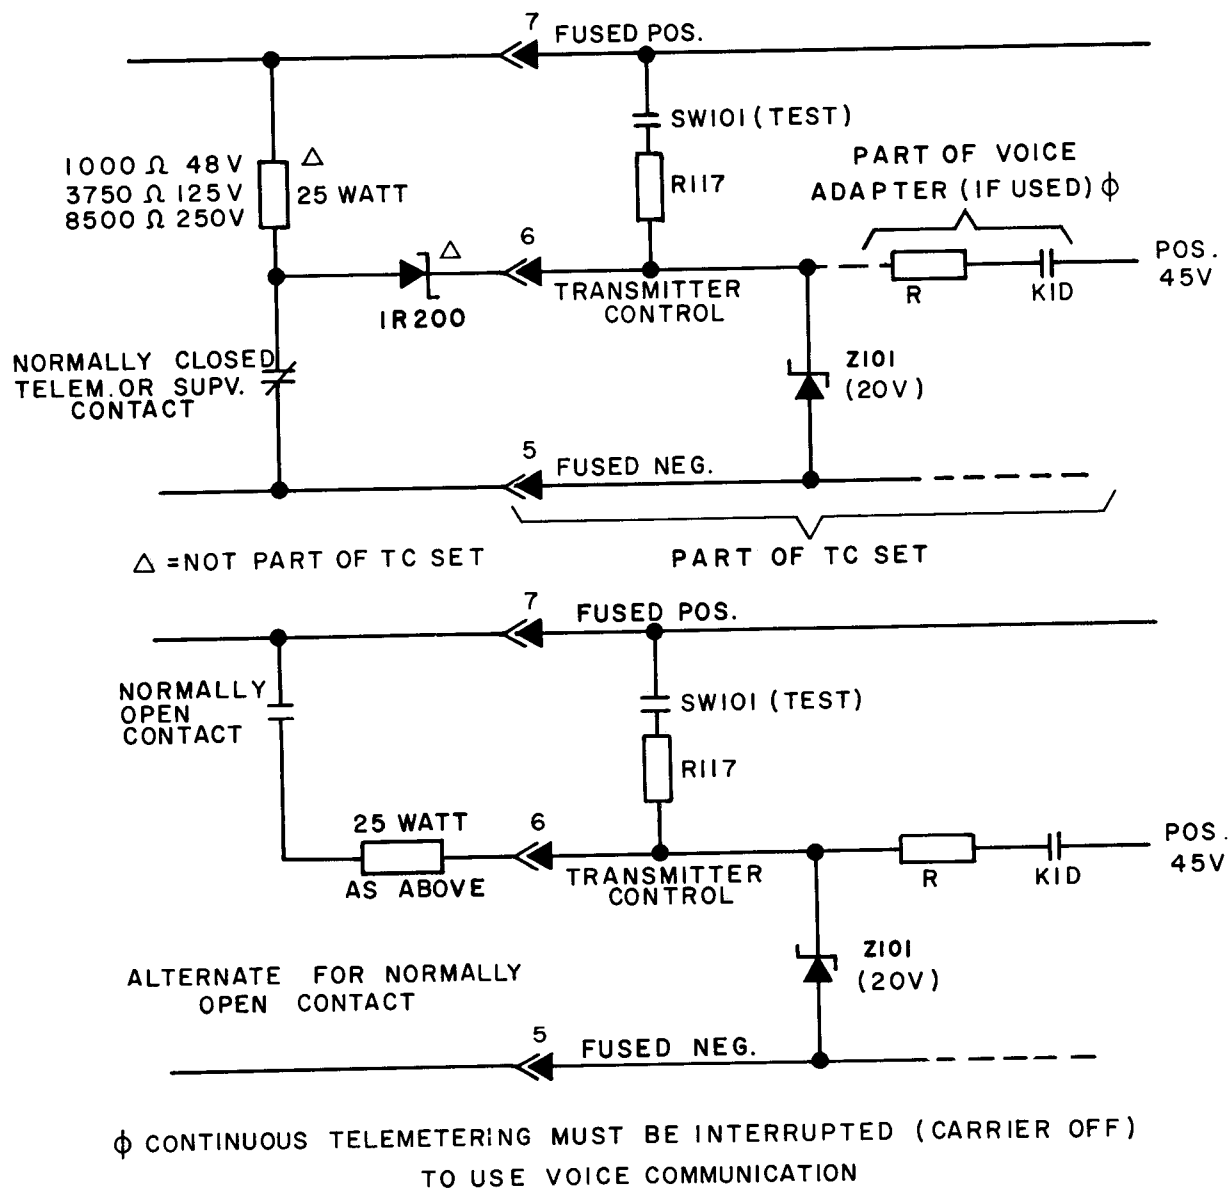 7
FUSED POS.
SW101 (TEST)
R117
1000 Ω 48V
3750 Ω 125V
8500 Ω 250V
△
25 WATT
PART OF VOICE
ADAPTER (IF USED) ϕ
6
△
1R200
TRANSMITTER
CONTROL
R
K1D
POS.
45V
NORMALLY CLOSED
TELEM. OR SUPV.
CONTACT
Z101
(20V)
5
FUSED NEG.
△ = NOT PART OF TC SET
PART OF TC SET
7
FUSED POS.
NORMALLY
OPEN
CONTACT
SW101 (TEST)
R117
25 WATT
AS ABOVE
6
TRANSMITTER
CONTROL
R
K1D
POS.
45V
Z101
(20V)
ALTERNATE FOR NORMALLY
OPEN CONTACT
5
FUSED NEG.
ϕ CONTINUOUS TELEMETERING MUST BE INTERRUPTED (CARRIER OFF)
TO USE VOICE COMMUNICATION